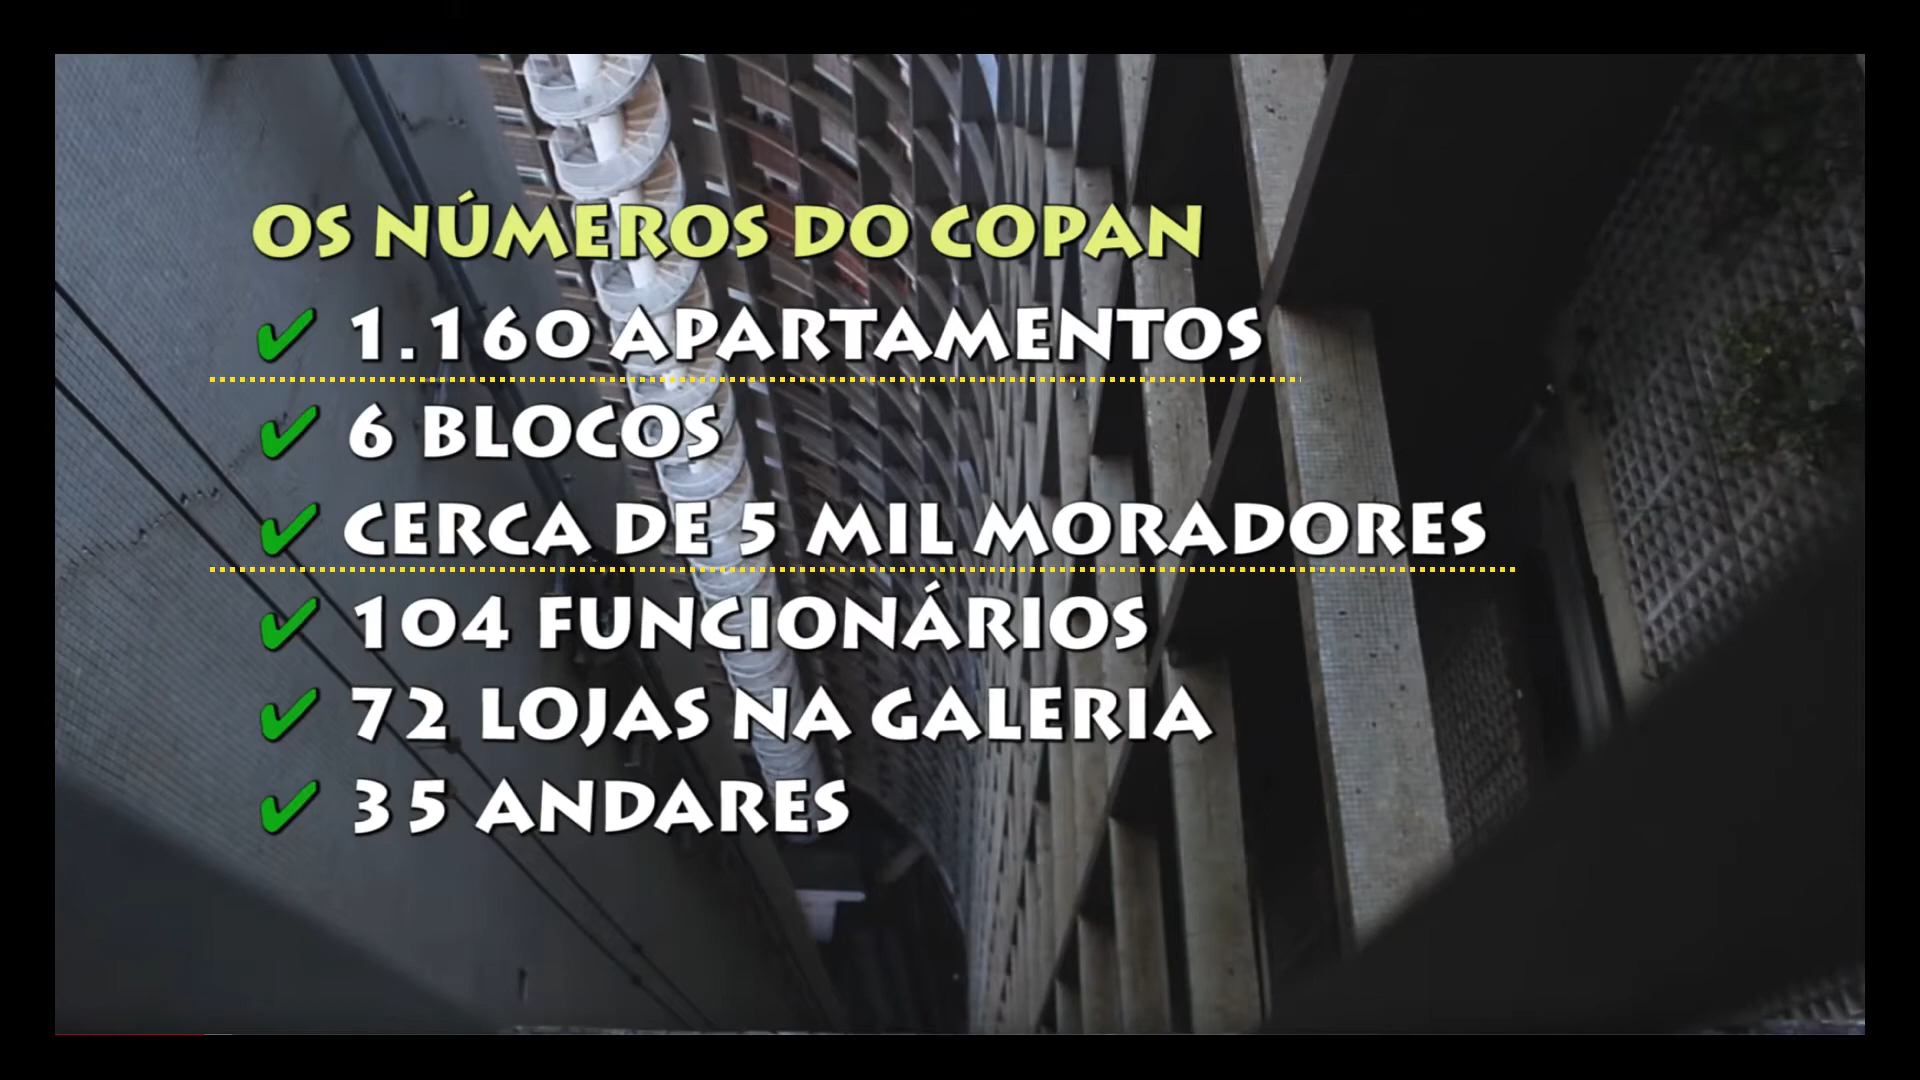 OS NÚMEROS DO COPAN
✔ 1.160 APARTAMENTOS
✔ 6 BLOCOS
✔ CERCA DE 5 MIL MORADORES
✔ 104 FUNCIONÁRIOS
✔ 72 LOJAS NA GALERIA
✔ 35 ANDARES